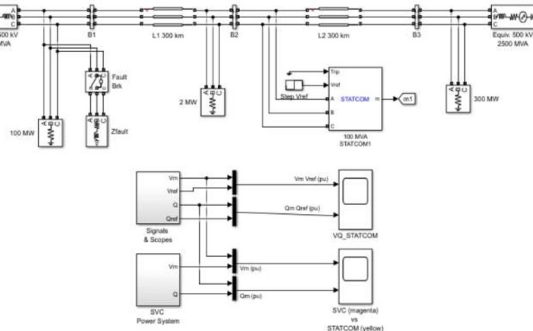 A
B
C
500 kV
MVA
B1
L1 300 km
B2
L2 300 km
B3
A
B
C
Equiv. 500 kV
2500 MVA
Fault
Brk
A B C
100 MW
A B C
Zfault
2 MW
A B C
Step Vref
Trip
Vref
A
B
C
STATCOM
m
m1
100 MVA
STATCOM1
A B C
300 MW
Vm
Vref
Q
Qref
Signals
& Scopes
Vm Vref (pu)
Qm Qref (pu)
VQ_STATCOM
Vm
Q
SVC
Power System
Vm (pu)
Qm (pu)
SVC (magenta)
vs
STATCOM (yellow)